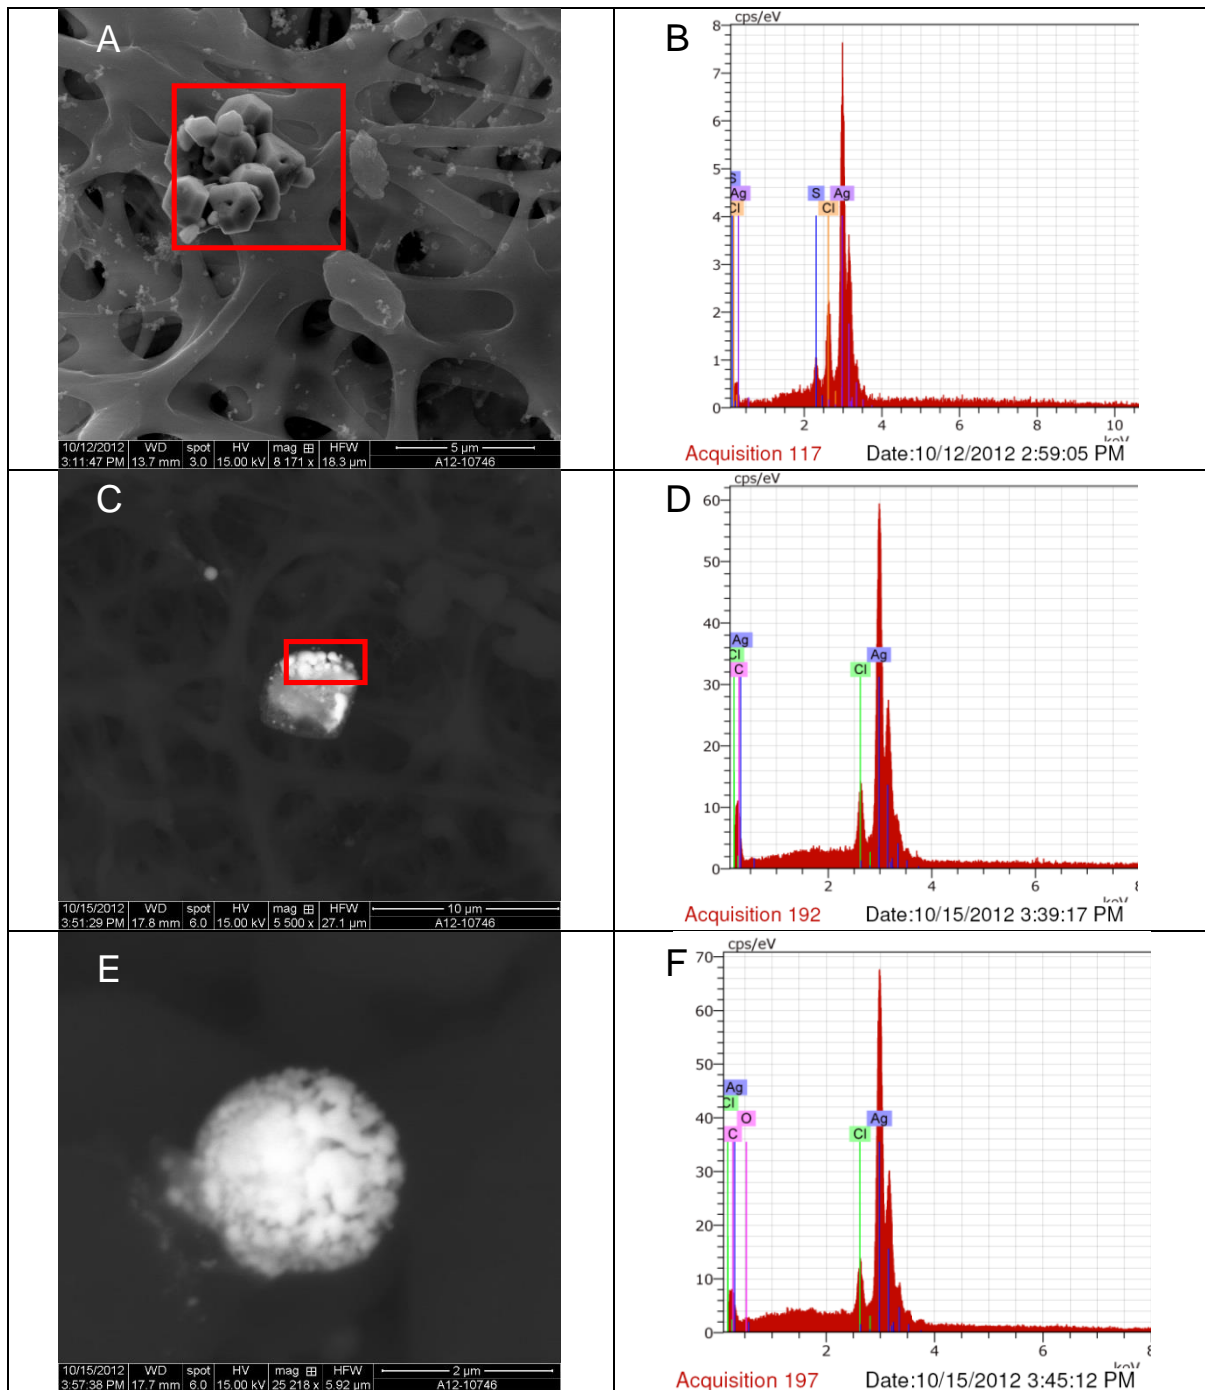 A
10/12/2012 WD spot HV mag ⊞ HFW 5 µm
3:11:47 PM 13.7 mm 3.0 15.00 kV 8 171 x 18.3 µm A12-10746
B
cps/eV
8
7
6
5
4
3
2
1
0
S
Ag
Cl
S
Cl
Ag
2 4 6 8 10
keV
Acquisition 117 Date:10/12/2012 2:59:05 PM
C
10/15/2012 WD spot HV mag ⊞ HFW 10 µm
3:51:29 PM 17.8 mm 6.0 15.00 kV 5 500 x 27.1 µm A12-10746
D
cps/eV
60
50
40
30
20
10
0
Ag
Cl
C
Cl
Ag
2 4 6 8
keV
Acquisition 192 Date:10/15/2012 3:39:17 PM
E
10/15/2012 WD spot HV mag ⊞ HFW 2 µm
3:57:38 PM 17.7 mm 6.0 15.00 kV 25 218 x 5.92 µm A12-10746
F
cps/eV
70
60
50
40
30
20
10
0
Ag
Cl
O
C
Cl
Ag
2 4 6 8
keV
Acquisition 197 Date:10/15/2012 3:45:12 PM